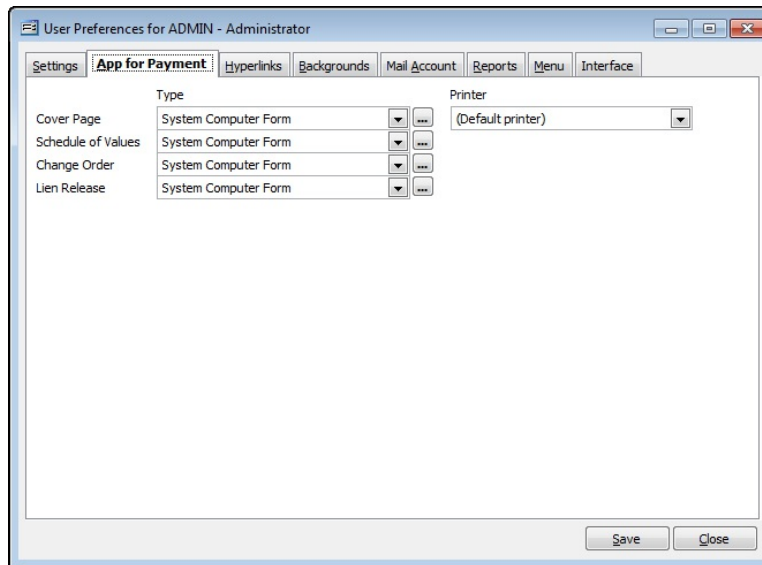 User Preferences for ADMIN - Administrator
Settings App for Payment Hyperlinks Backgrounds Mail Account Reports Menu Interface
Type Printer
Cover Page System Computer Form ... (Default printer)
Schedule of Values System Computer Form ...
Change Order System Computer Form ...
Lien Release System Computer Form ...
Save Close